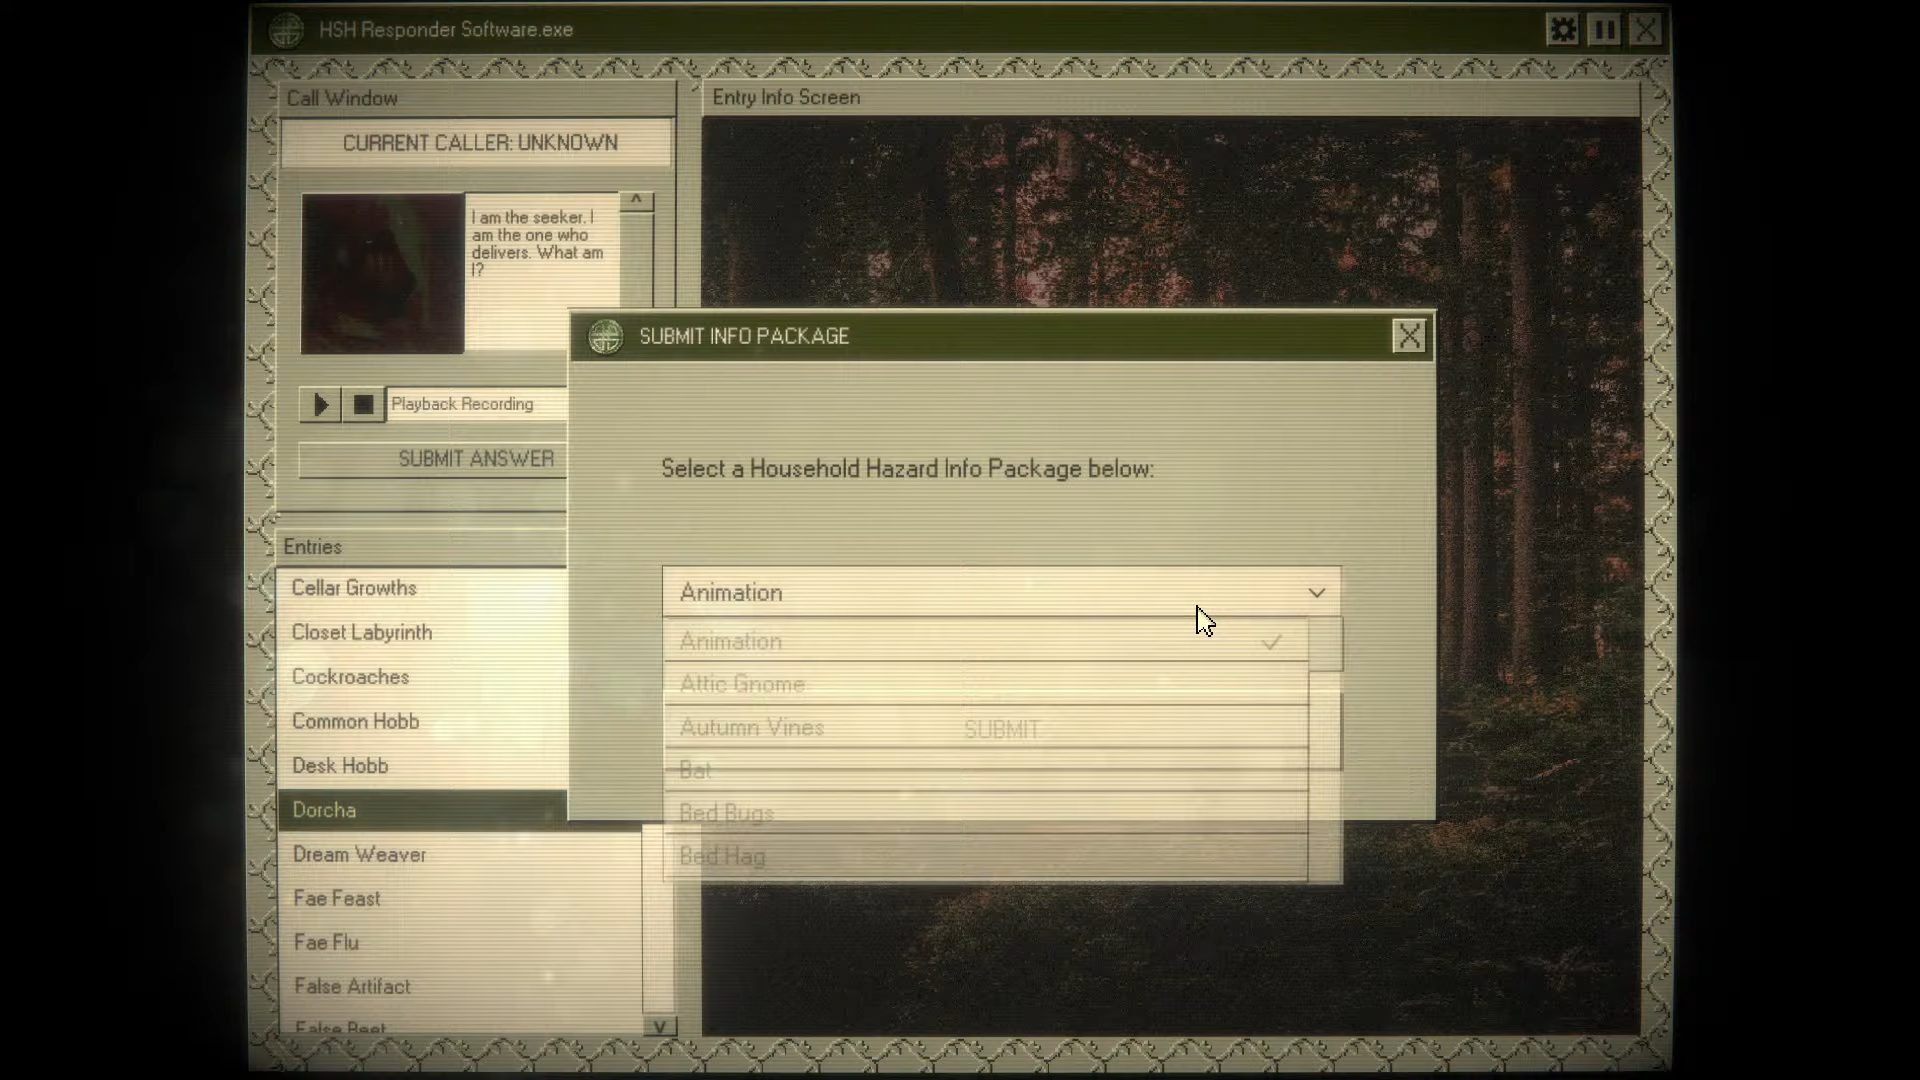 HSH Responder Software.exe
Call Window
CURRENT CALLER: UNKNOWN
I am the seeker. I
am the one who
delivers. What am
I?
Playback Recording
SUBMIT ANSWER
Entries
Cellar Growths
Closet Labyrinth
Cockroaches
Common Hobb
Desk Hobb
Dorcha
Dream Weaver
Fae Feast
Fae Flu
False Artifact
False Beet
Entry Info Screen
SUBMIT INFO PACKAGE
Select a Household Hazard Info Package below:
Animation
Animation
Attic Gnome
Autumn Vines
SUBMIT
Bat
Bed Bugs
Bed Hag